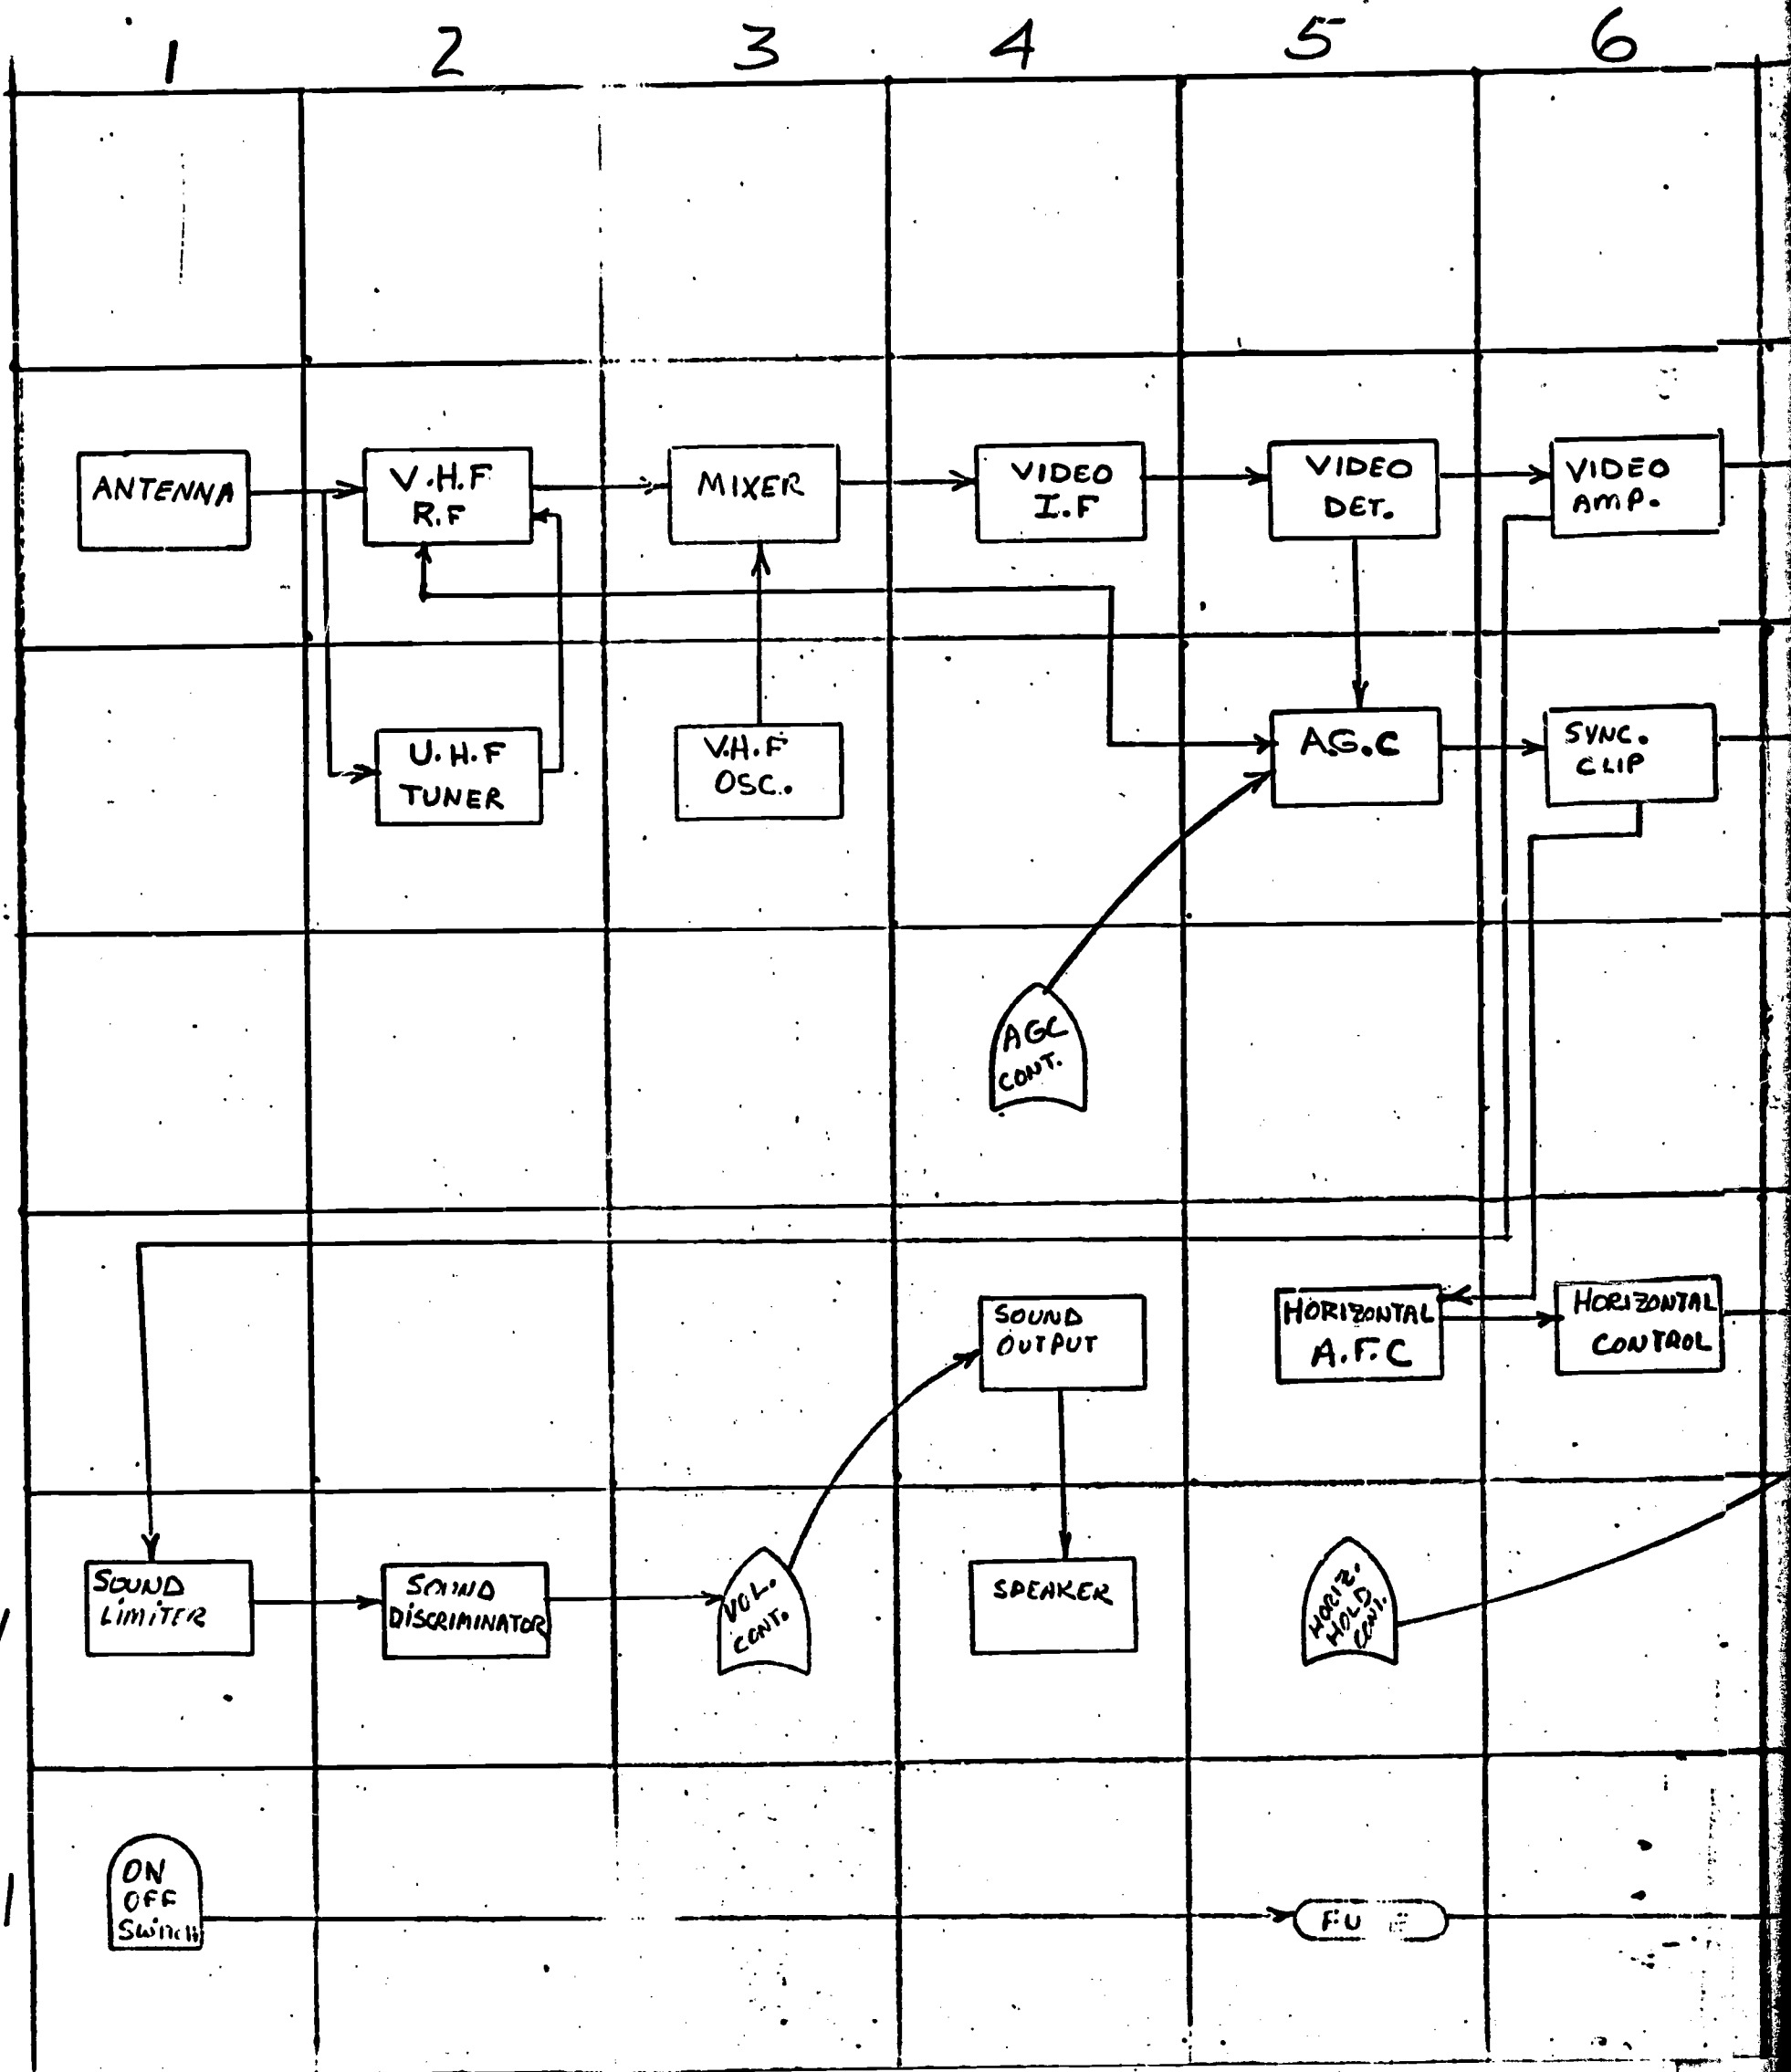 1 2 3 4 5 6
ANTENNA
V.H.F
R.F
MIXER
VIDEO
I.F
VIDEO
DET.
VIDEO
AMP.
U.H.F
TUNER
V.H.F
OSC.
A.G.C
SYNC.
CLIP
AGC
CONT.
SOUND
OUTPUT
HORIZONTAL
A.F.C
HORIZONTAL
CONTROL
SOUND
LIMITER
SOUND
DISCRIMINATOR
VOL.
CONT.
SPEAKER
HORIZ.
HOLD
CONT.
ON
OFF
SWITCH